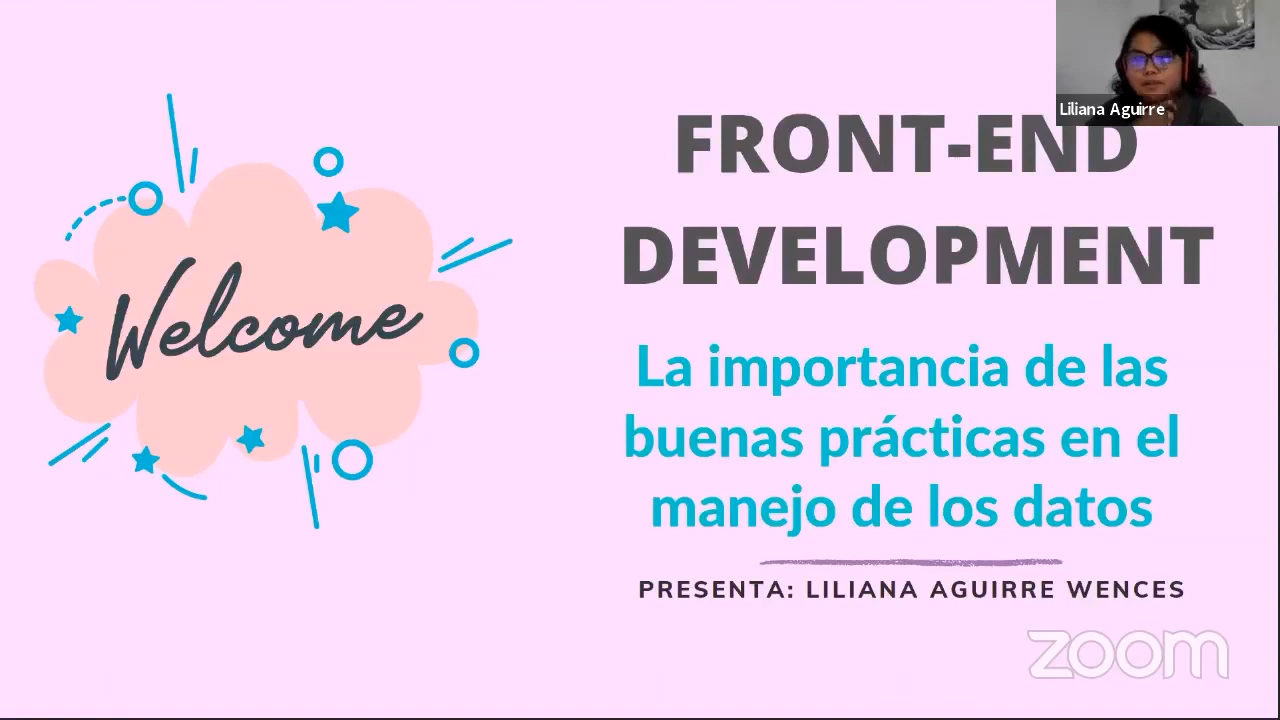 Liliana Aguirre
FRONT-END
DEVELOPMENT
Welcome
La importancia de las
buenas prácticas en el
manejo de los datos
PRESENTA: LILIANA AGUIRRE WENCES
zoom